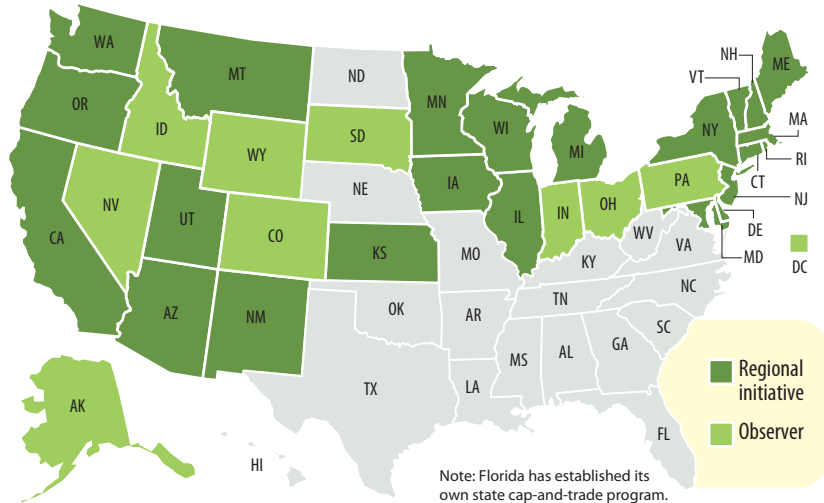 WA
MT
ND
MN
OR
ID
WY
SD
WI
MI
NH
VT
ME
NY
MA
RI
CT
NJ
DE
MD
DC
NV
UT
CO
NE
IA
IL
IN
OH
PA
CA
AZ
NM
KS
MO
KY
WV
VA
NC
TN
OK
AR
SC
MS
AL
GA
LA
TX
FL
AK
HI
Regional
initiative
Observer
Note: Florida has established its
own state cap-and-trade program.